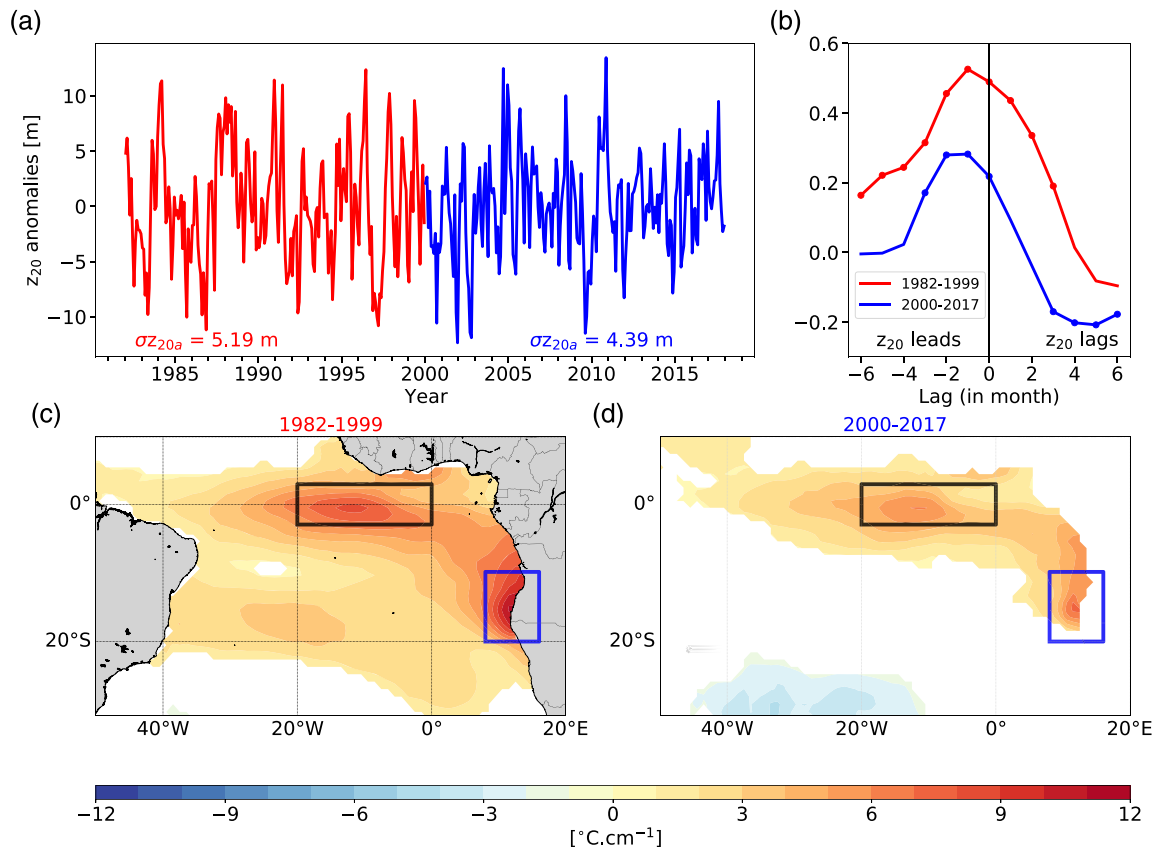 (a)
z20 anomalies [m]
10
5
0
−5
−10
σz20a = 5.19 m
σz20a = 4.39 m
1985 1990 1995 2000 2005 2010 2015
Year
(b)
0.6
0.4
0.2
0.0
−0.2
1982-1999
2000-2017
z20 leads z20 lags
−6 −4 −2 0 2 4 6
Lag (in month)
(c)
1982-1999
0°
20°S
40°W 20°W 0° 20°E
(d)
2000-2017
40°W 20°W 0° 20°E
−12 −9 −6 −3 0 3 6 9 12
[°C.cm−1]